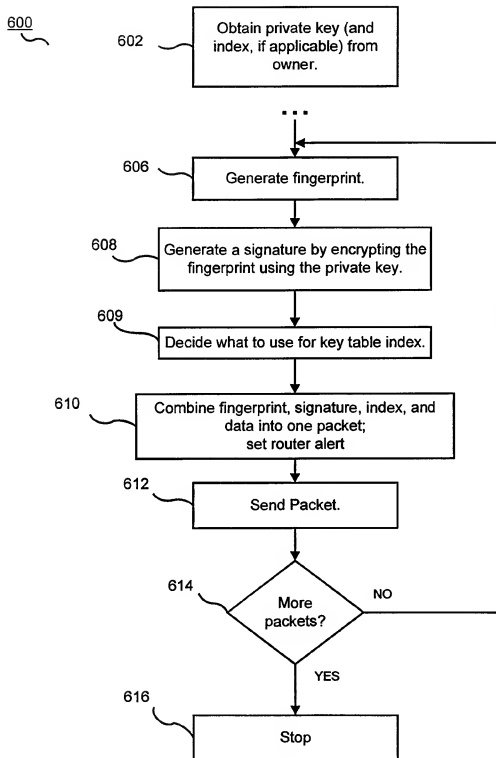 600
602
Obtain private key (and
index, if applicable) from
owner.
...
606
Generate fingerprint.
608
Generate a signature by encrypting the
fingerprint using the private key.
609
Decide what to use for key table index.
610
Combine fingerprint, signature, index, and
data into one packet;
set router alert
612
Send Packet.
614
More
packets?
NO
YES
616
Stop